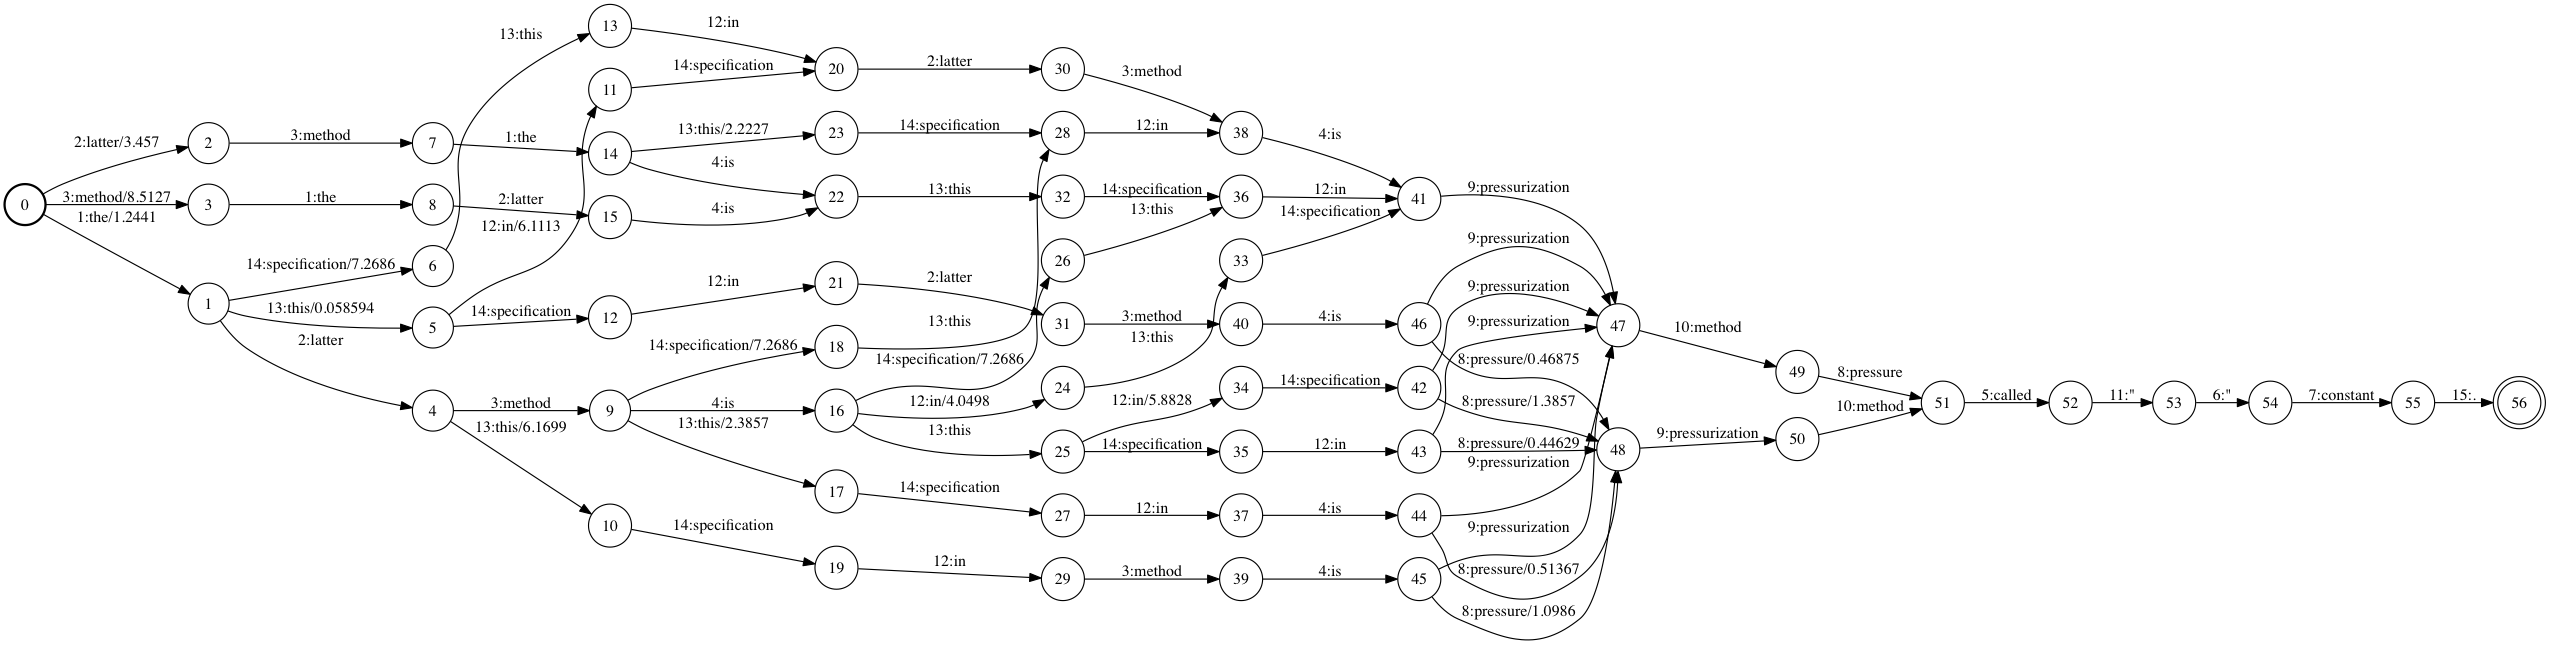 13
13:this
12:in
11
14:specification
20
2:latter
30
3:method
0
2:latter/3.457
2
3:method
7
1:the
14
13:this/2.2227
23
14:specification
28
12:in
38
4:is
4:is
3:method/8.5127
3
1:the
8
2:latter
15
4:is
22
13:this
32
14:specification
36
12:in
41
9:pressurization
1:the/1.2441
12:in/6.1113
13:this
14:specification
1
14:specification/7.2686
6
26
33
9:pressurization
13:this/0.058594
5
14:specification
12
12:in
21
2:latter
31
3:method
40
4:is
46
9:pressurization
9:pressurization
47
10:method
2:latter
18
13:this
13:this
14:specification/7.2686
14:specification/7.2686
8:pressure/0.46875
49
8:pressure
4
3:method
9
4:is
16
12:in/4.0498
24
12:in/5.8828
34
14:specification
42
8:pressure/1.3857
10:method
51
5:called
52
11:"
53
6:"
54
7:constant
55
15:.
56
13:this/6.1699
13:this/2.3857
13:this
25
14:specification
35
12:in
43
8:pressure/0.44629
48
9:pressurization
50
9:pressurization
17
14:specification
27
12:in
37
4:is
44
9:pressurization
10
14:specification
19
12:in
29
3:method
39
4:is
45
8:pressure/0.51367
8:pressure/1.0986